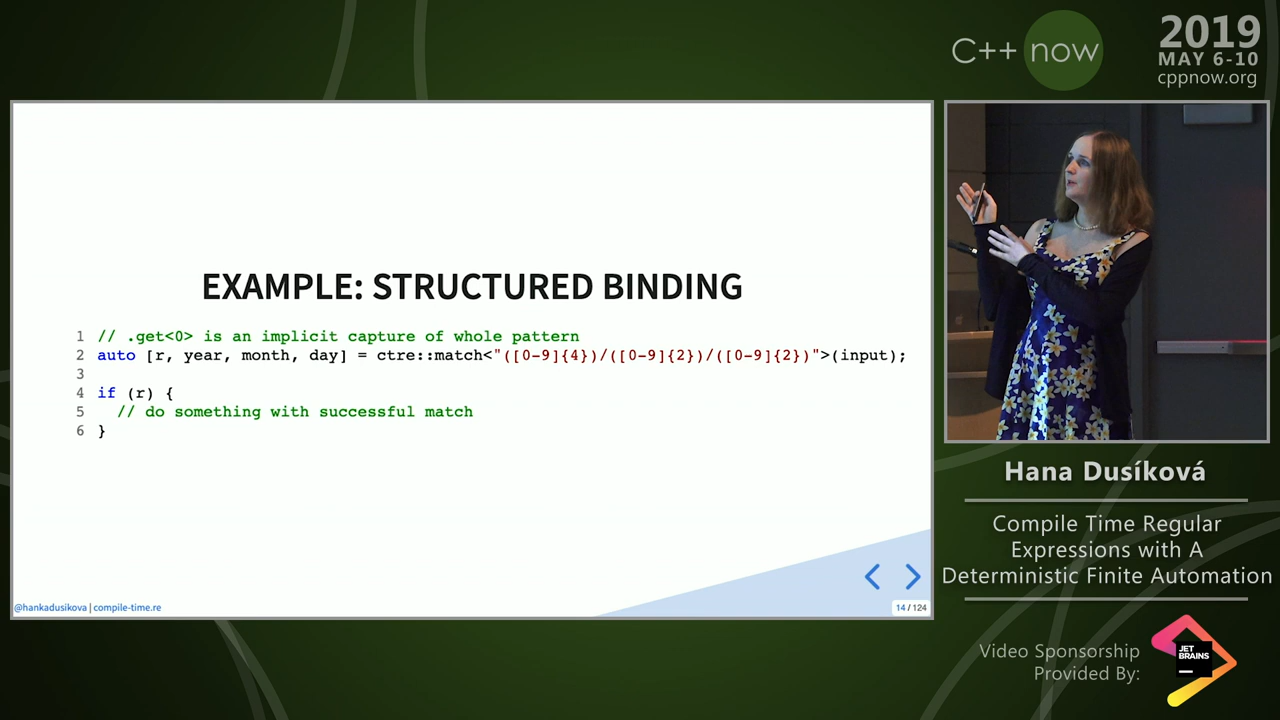 C++ now
2019
MAY 6-10
cppnow.org
EXAMPLE: STRUCTURED BINDING
1 // .get<0> is an implicit capture of whole pattern
2 auto [r, year, month, day] = ctre::match<"([0-9]{4})/([0-9]{2})/([0-9]{2})">(input);
3
4 if (r) {
5 // do something with successful match
6 }
@hankadusikova | compile-time.re
14 / 124
Hana Dusíková
Compile Time Regular
Expressions with A
Deterministic Finite Automation
Video Sponsorship
Provided By:
JET
BRAINS